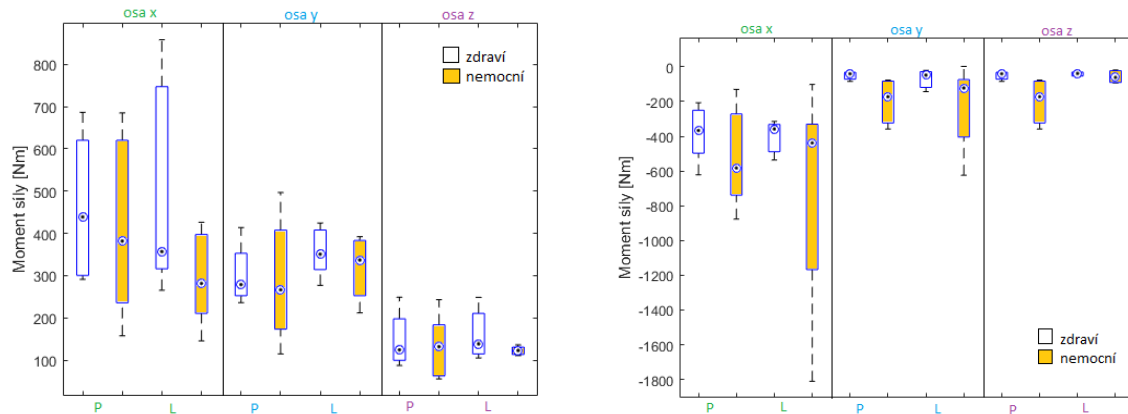 osa x osa y osa z
zdraví
nemocní
Moment síly [Nm]
800
700
600
500
400
300
200
100
P L P L P L
osa x osa y osa z
Moment síly [Nm]
0
-200
-400
-600
-800
-1000
-1200
-1400
-1600
-1800
zdraví
nemocní
P L P L P L